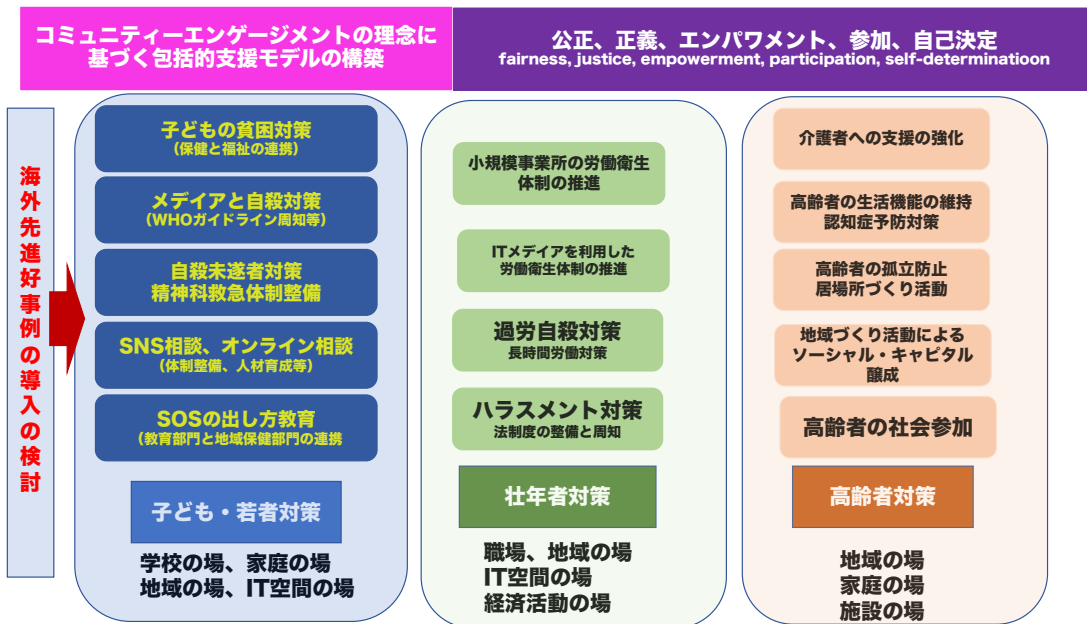 コミュニティーエンゲージメントの理念に
基づく包括的支援モデルの構築
公正、正義、エンパワメント、参加、自己決定
fairness, justice, empowerment, participation, self-determinatioon
海外先進好事例の導入の検討
子どもの貧困対策
(保健と福祉の連携)
メデイアと自殺対策
(WHOガイドライン周知等)
自殺未遂者対策
精神科救急体制整備
SNS相談、オンライン相談
(体制整備、人材育成等)
SOSの出し方教育
(教育部門と地域保健部門の連携
子ども・若者対策
学校の場、家庭の場
地域の場、IT空間の場
小規模事業所の労働衛生
体制の推進
ITメデイアを利用した
労働衛生体制の推進
過労自殺対策
長時間労働対策
ハラスメント対策
法制度の整備と周知
壮年者対策
職場、地域の場
IT空間の場
経済活動の場
介護者への支援の強化
高齢者の生活機能の維持
認知症予防対策
高齢者の孤立防止
居場所づくり活動
地域づくり活動による
ソーシャル・キャピタル
醸成
高齢者の社会参加
高齢者対策
地域の場
家庭の場
施設の場